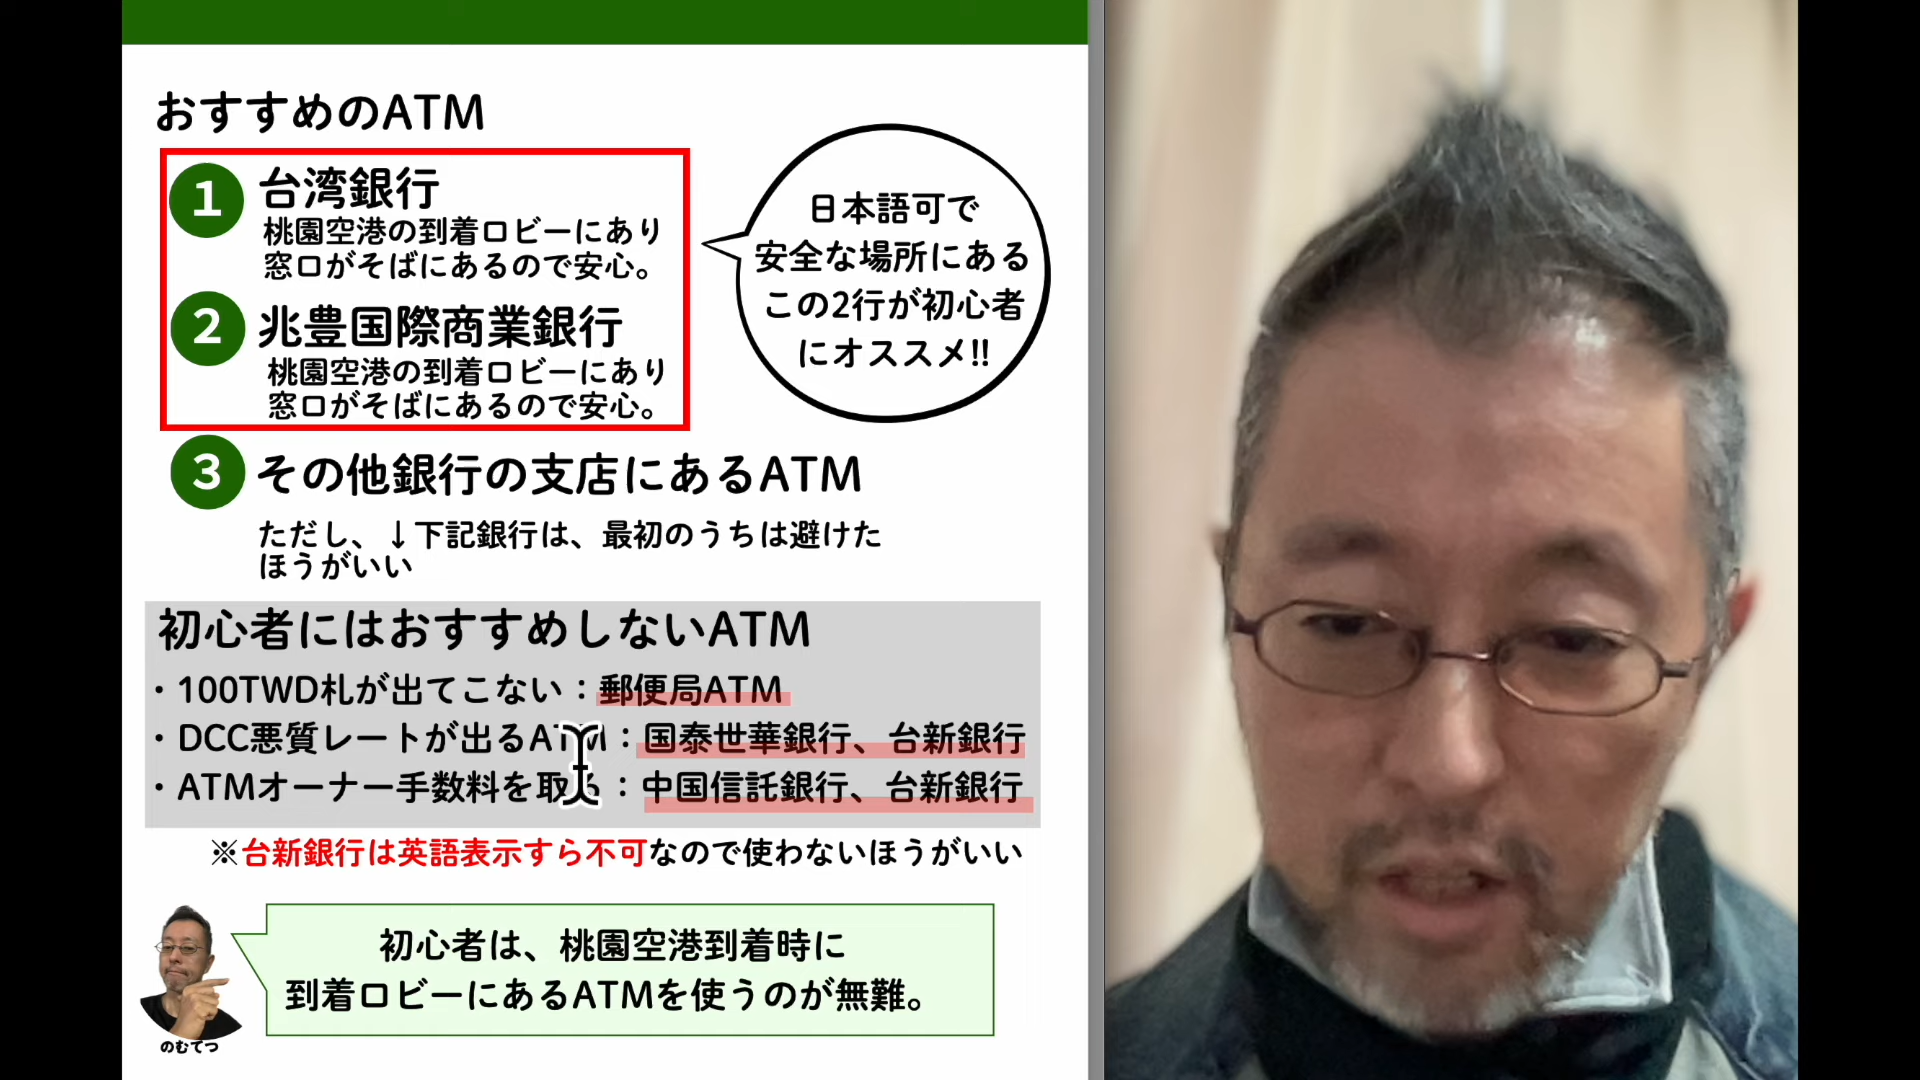 おすすめのATM
1 台湾銀行
桃園空港の到着ロビーにあり
窓口がそばにあるので安心。
2 兆豊国際商業銀行
桃園空港の到着ロビーにあり
窓口がそばにあるので安心。
日本語可で
安全な場所にある
この2行が初心者
にオススメ!!
3 その他銀行の支店にあるATM
ただし、↓下記銀行は、最初のうちは避けた
ほうがいい
初心者にはおすすめしないATM
・100TWD札が出てこない：郵便局ATM
・DCC悪質レートが出るATM：国泰世華銀行、台新銀行
・ATMオーナー手数料を取る：中国信託銀行、台新銀行
※台新銀行は英語表示すら不可なので使わないほうがいい
初心者は、桃園空港到着時に
到着ロビーにあるATMを使うのが無難。
のむてつ